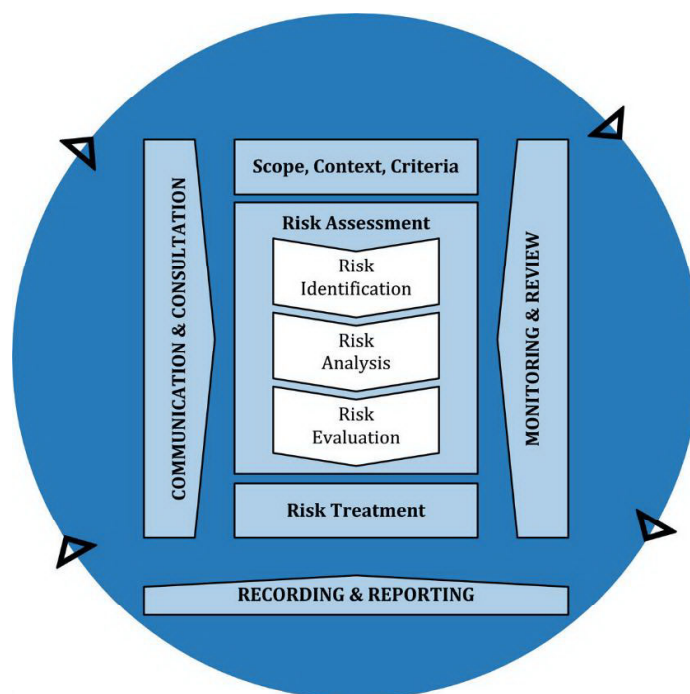 Scope, Context, Criteria
Risk Assessment
Risk
Identification
Risk
Analysis
Risk
Evaluation
Risk Treatment
COMMUNICATION & CONSULTATION
MONITORING & REVIEW
RECORDING & REPORTING